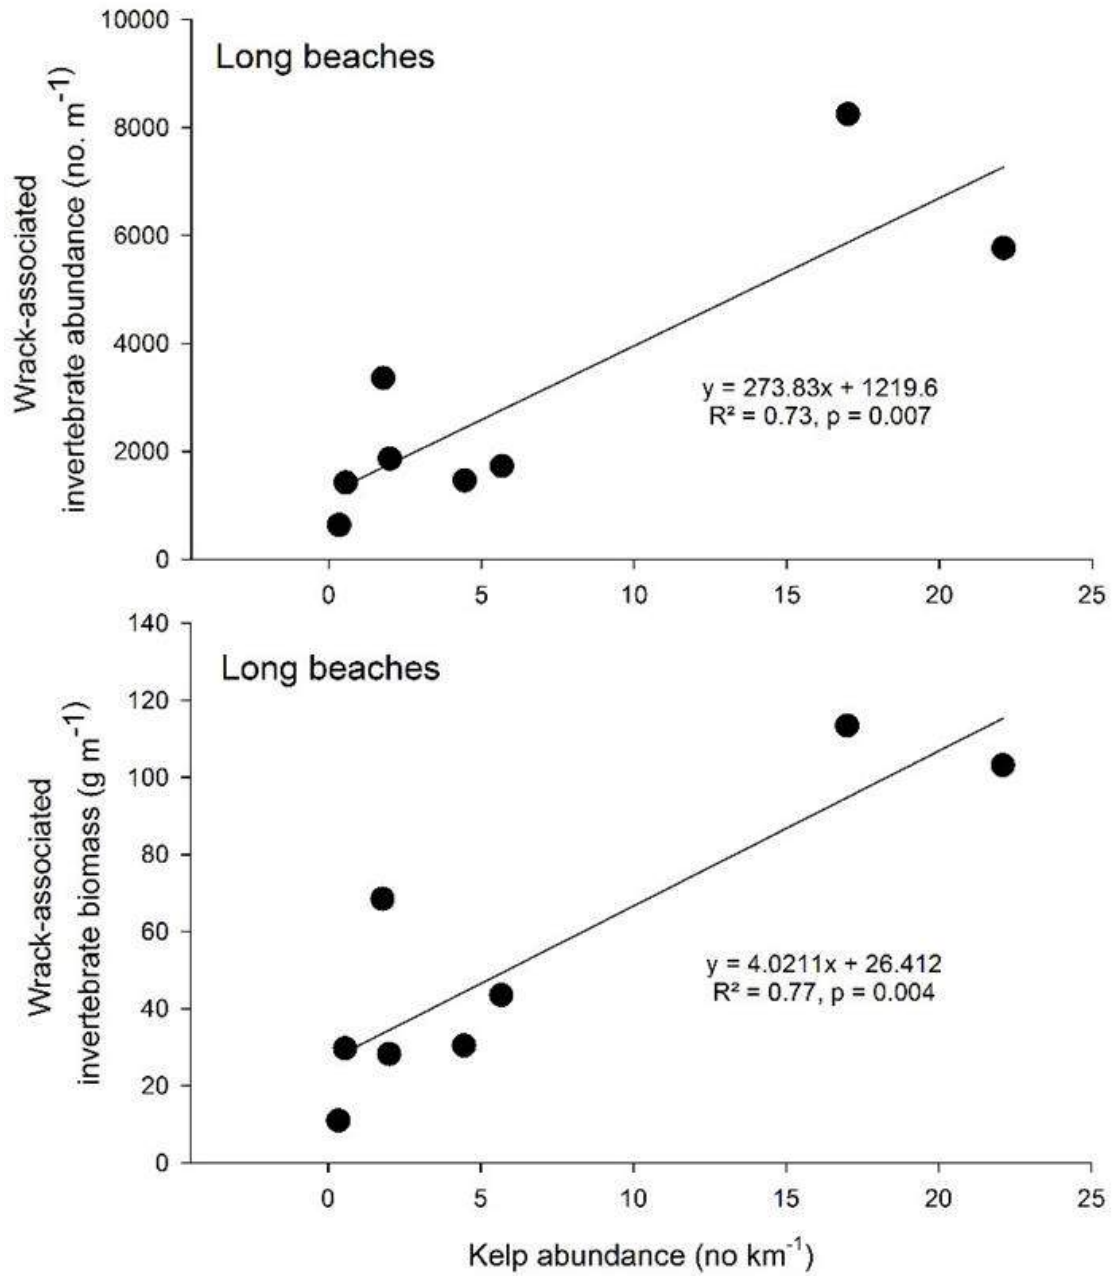 Long beaches
Wrack-associated
invertebrate abundance (no. m⁻¹)
10000
8000
6000
4000
2000
0
y = 273.83x + 1219.6
R² = 0.73, p = 0.007
0 5 10 15 20 25
Long beaches
Wrack-associated
invertebrate biomass (g m⁻¹)
140
120
100
80
60
40
20
0
y = 4.0211x + 26.412
R² = 0.77, p = 0.004
0 5 10 15 20 25
Kelp abundance (no km⁻¹)